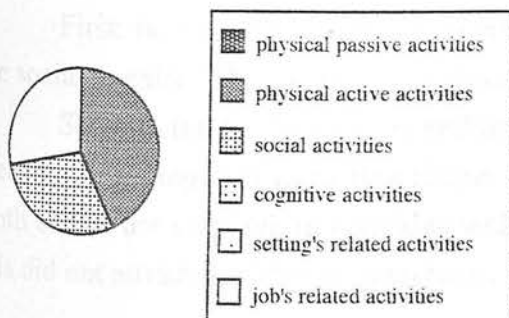 physical passive activities
physical active activities
social activities
cognitive activities
setting's related activities
job's related activities